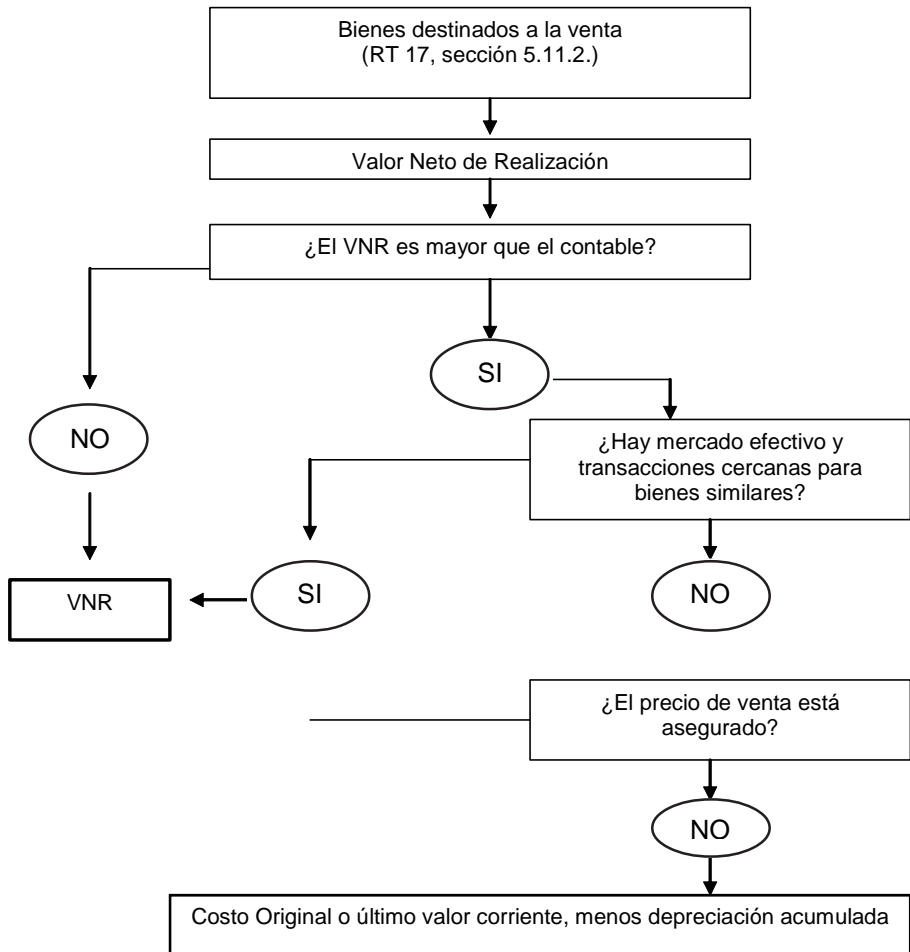 Bienes destinados a la venta
(RT 17, sección 5.11.2.)
Valor Neto de Realización
¿El VNR es mayor que el contable?
SI
NO
¿Hay mercado efectivo y
transacciones cercanas para
bienes similares?
VNR
SI
NO
¿El precio de venta está
asegurado?
NO
Costo Original o último valor corriente, menos depreciación acumulada